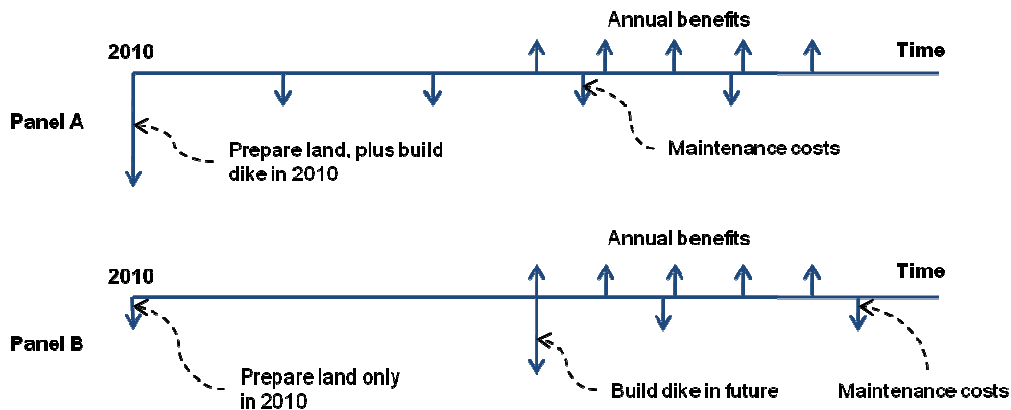 Annual benefits
2010
Time
Panel A
Prepare land, plus build
dike in 2010
Maintenance costs
Annual benefits
2010
Time
Panel B
Prepare land only
in 2010
Build dike in future
Maintenance costs